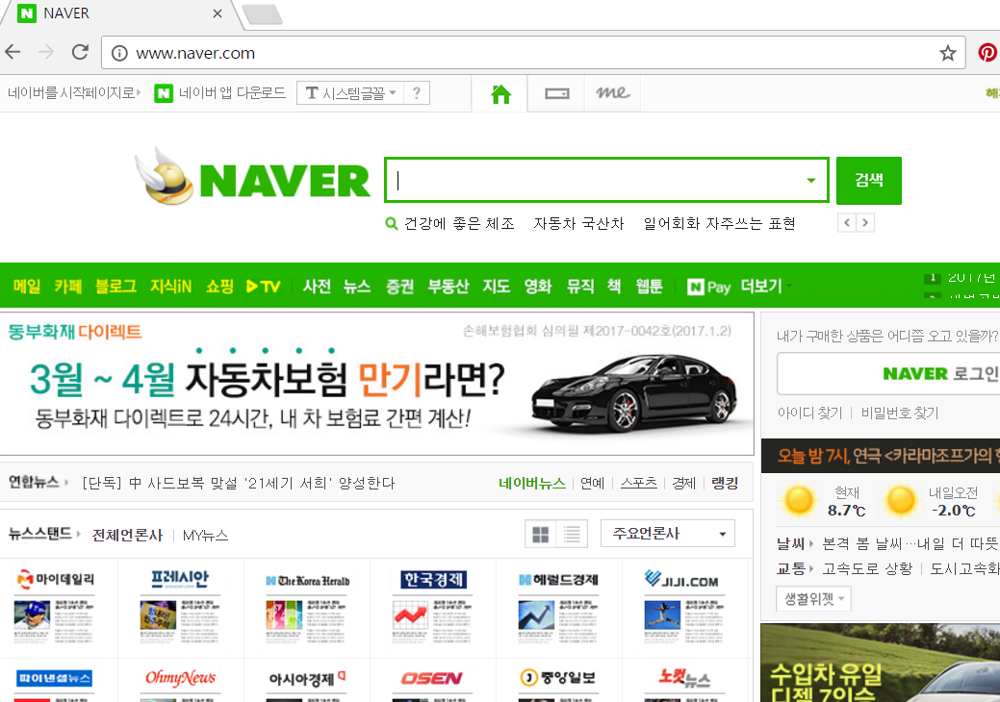 NAVER
www.naver.com
네이버를 시작페이지로
네이버 앱 다운로드
T 시스템글꼴
?
me
NAVER
검색
건강에 좋은 체조 자동차 국산차 일어회화 자주쓰는 표현
메일 카페 블로그 지식iN 쇼핑 TV 사전 뉴스 증권 부동산 지도 영화 뮤직 책 웹툰 N Pay 더보기
1 2017년
동부화재 다이렉트
손해보험협회 심의필 제2017-0042호(2017.1.2)
3월 ~ 4월 자동차보험 만기라면?
동부화재 다이렉트로 24시간, 내 차 보험료 간편 계산!
내가 구매한 상품은 어디쯤 오고 있을까?
NAVER 로그인
아이디 찾기 | 비밀번호 찾기
연합뉴스 [단독] 中 사드보복 맞설 '21세기 서희' 양성한다
네이버뉴스 | 연예 | 스포츠 | 경제 | 랭킹
오늘 밤 7시, 연극 <카라마조프가의
현재 8.7℃
내일오전 -2.0℃
뉴스스탠드 전체언론사 | MY뉴스
주요언론사
날씨 본격 봄 날씨…내일 더 따뜻
교통 고속도로 상황 | 도시고속화
생활위젯
마이데일리 프레시안 The Korea Herald 한국경제 헤럴드경제 JIJI.COM
파이낸셜뉴스 OhmyNews 아시아경제 OSEN 중앙일보 노컷뉴스
수입차 유일
디젤 7인승